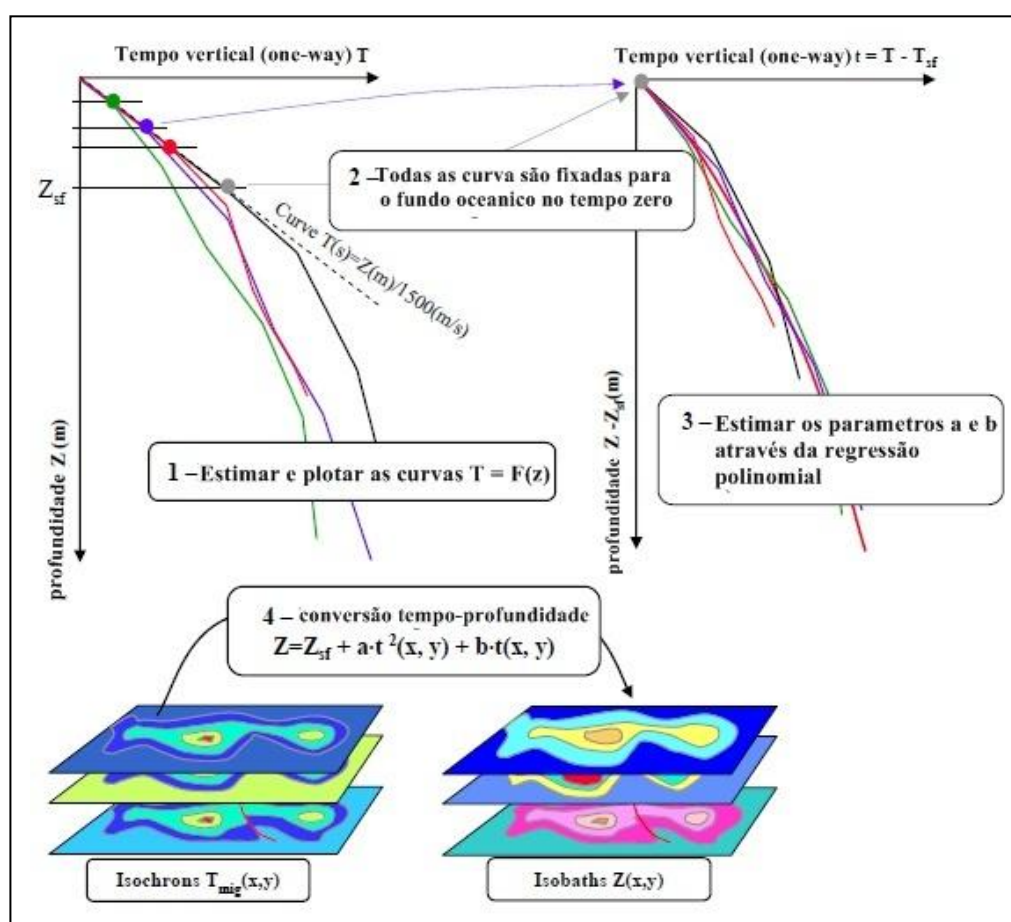 Tempo vertical (one-way) T
Tempo vertical (one-way) t = T - Tsf
Zsf
Curve T(s)=Z(m)/1500(m/s)
profundidade Z (m)
1 – Estimar e plotar as curvas T = F(z)
2 – Todas as curva são fixadas para
o fundo oceanico no tempo zero
profundidade Z -Zsf(m)
3 – Estimar os parametros a e b
através da regressão
polinomial
4 – conversão tempo-profundidade
Z=Zsf + a·t ²(x, y) + b·t(x, y)
Isochrons Tmig(x,y)
Isobaths Z(x,y)